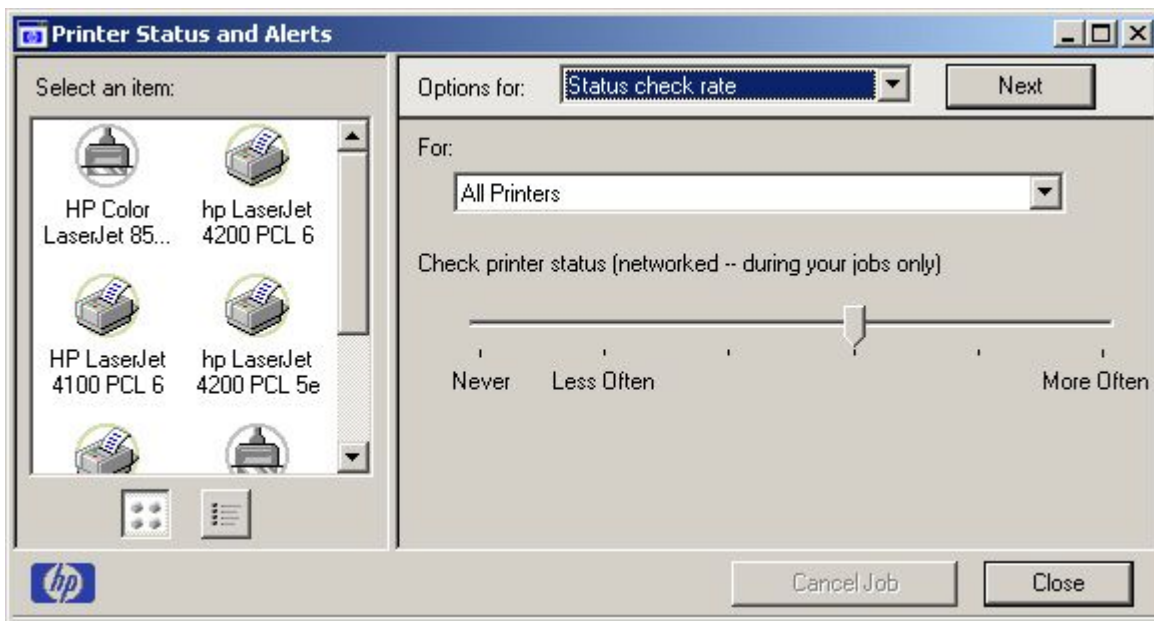 Printer Status and Alerts
Select an item:
HP Color
LaserJet 85...
hp LaserJet
4200 PCL 6
HP LaserJet
4100 PCL 6
hp LaserJet
4200 PCL 5e
Options for:
Status check rate
Next
For:
All Printers
Check printer status (networked -- during your jobs only)
Never
Less Often
More Often
hp
Cancel Job
Close